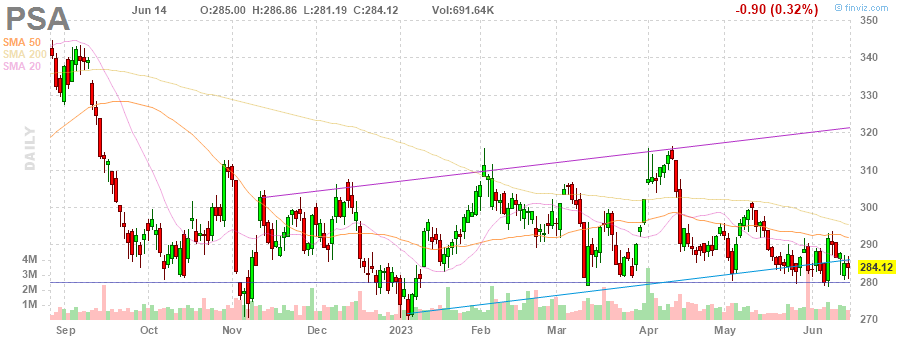 PSA
Jun 14 O:285.00 H:286.86 L:281.19 C:284.12 Vol:691.64K -0.90 (0.32%) @ finviz.com
SMA 50
SMA 200
SMA 20
DAILY
350
340
330
320
310
300
290
284.12
280
270
4M
3M
2M
1M
Sep Oct Nov Dec 2023 Feb Mar Apr May Jun